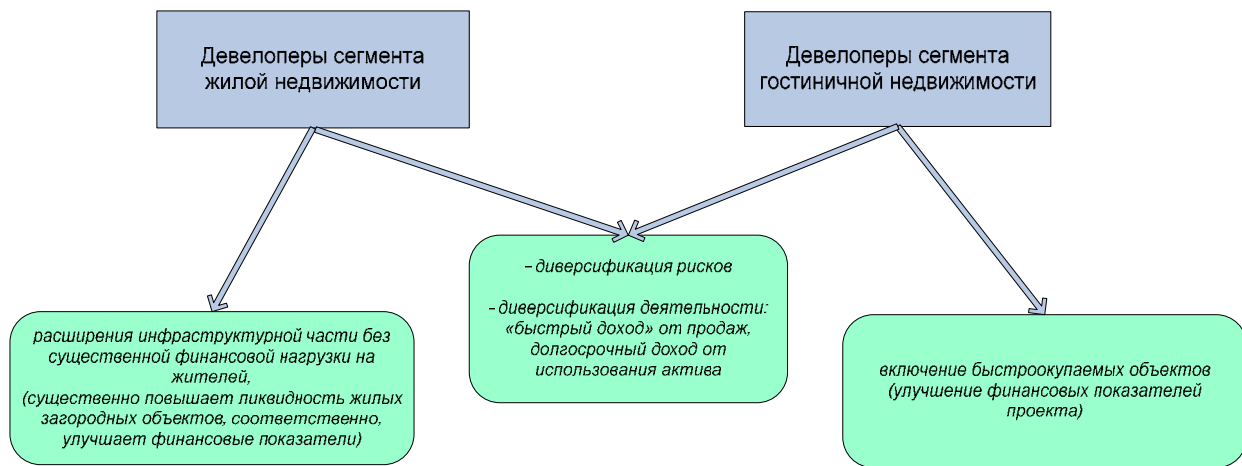 Девелоперы сегмента
жилой недвижимости
Девелоперы сегмента
гостиничной недвижимости
– диверсификация рисков
– диверсификация деятельности:
«быстрый доход» от продаж,
долгосрочный доход от
использования актива
расширения инфраструктурной части без
существенной финансовой нагрузки на
жителей,
(существенно повышает ликвидность жилых
загородных объектов, соответственно,
улучшает финансовые показатели)
включение быстроокупаемых объектов
(улучшение финансовых показателей
проекта)